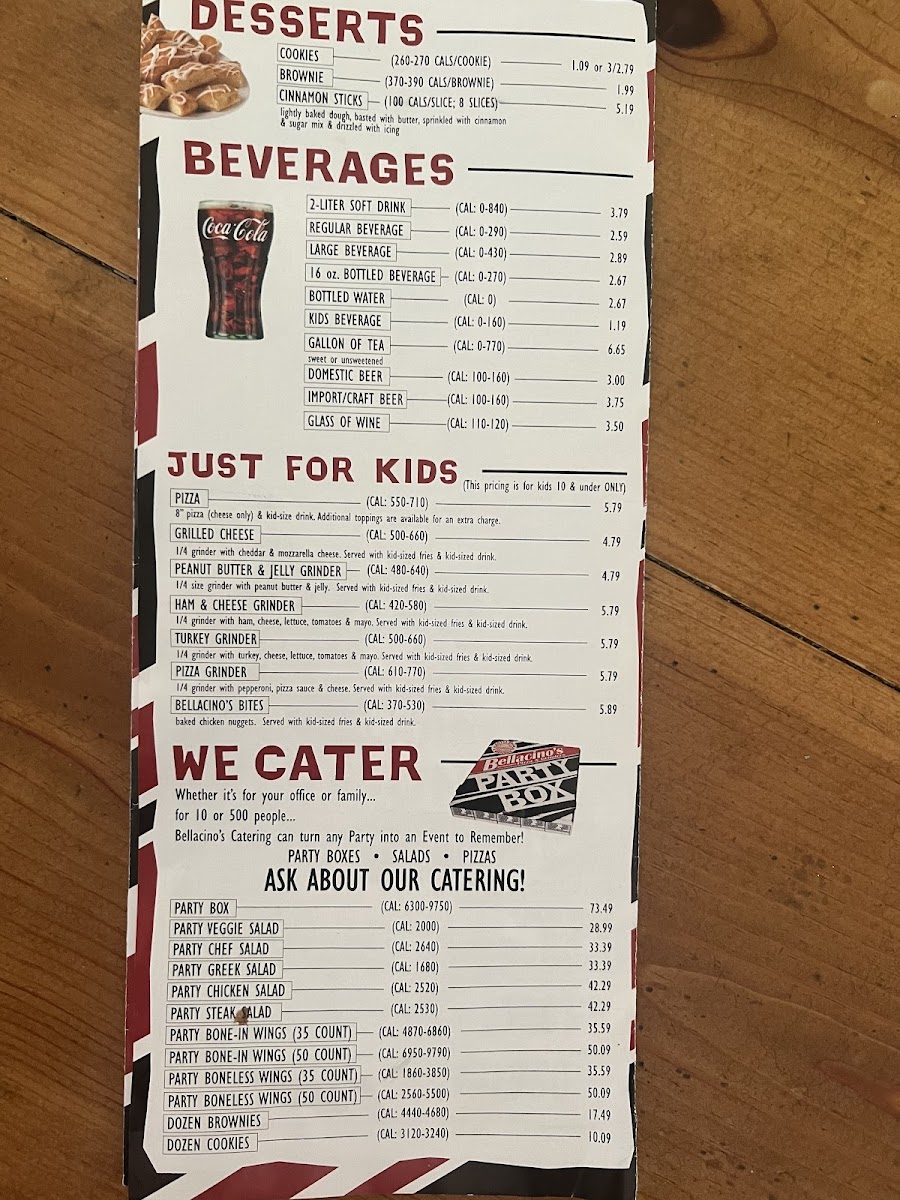 DESSERTS
COOKIES (260-270 CALS/COOKIE) 1.09 or 3/2.79
BROWNIE (370-390 CALS/BROWNIE) 1.99
CINNAMON STICKS (100 CALS/SLICE; 8 SLICES) 5.19
lightly baked dough, basted with butter, sprinkled with cinnamon
& sugar mix & drizzled with icing
BEVERAGES
Coca-Cola
2-LITER SOFT DRINK (CAL: 0-840) 3.79
REGULAR BEVERAGE (CAL: 0-290) 2.59
LARGE BEVERAGE (CAL: 0-430) 2.89
16 oz. BOTTLED BEVERAGE (CAL: 0-270) 2.67
BOTTLED WATER (CAL: 0) 2.67
KIDS BEVERAGE (CAL: 0-160) 1.19
GALLON OF TEA (CAL: 0-770) 6.65
sweet or unsweetened
DOMESTIC BEER (CAL: 100-160) 3.00
IMPORT/CRAFT BEER (CAL: 100-160) 3.75
GLASS OF WINE (CAL: 110-120) 3.50
JUST FOR KIDS
(This pricing is for kids 10 & under ONLY)
PIZZA (CAL: 550-710) 5.79
8" pizza (cheese only) & kid-size drink. Additional toppings are available for an extra charge.
GRILLED CHEESE (CAL: 500-660) 4.79
1/4 grinder with cheddar & mozzarella cheese. Served with kid-sized fries & kid-sized drink.
PEANUT BUTTER & JELLY GRINDER (CAL: 480-640) 4.79
1/4 size grinder with peanut butter & jelly. Served with kid-sized fries & kid-sized drink.
HAM & CHEESE GRINDER (CAL: 420-580) 5.79
1/4 grinder with ham, cheese, lettuce, tomatoes & mayo. Served with kid-sized fries & kid-sized drink.
TURKEY GRINDER (CAL: 500-660) 5.79
1/4 grinder with turkey, cheese, lettuce, tomatoes & mayo. Served with kid-sized fries & kid-sized drink.
PIZZA GRINDER (CAL: 610-770) 5.79
1/4 grinder with pepperoni, pizza sauce & cheese. Served with kid-sized fries & kid-sized drink.
BELLACINO'S BITES (CAL: 370-530) 5.89
baked chicken nuggets. Served with kid-sized fries & kid-sized drink.
WE CATER
Bellacino's
PARTY
BOX
Whether it's for your office or family...
for 10 or 500 people...
Bellacino's Catering can turn any Party into an Event to Remember!
PARTY BOXES • SALADS • PIZZAS
ASK ABOUT OUR CATERING!
PARTY BOX (CAL: 6300-9750) 73.49
PARTY VEGGIE SALAD (CAL: 2000) 28.99
PARTY CHEF SALAD (CAL: 2640) 33.39
PARTY GREEK SALAD (CAL: 1680) 33.39
PARTY CHICKEN SALAD (CAL: 2520) 42.29
PARTY STEAK SALAD (CAL: 2530) 42.29
PARTY BONE-IN WINGS (35 COUNT) (CAL: 4870-6860) 35.59
PARTY BONE-IN WINGS (50 COUNT) (CAL: 6950-9790) 50.09
PARTY BONELESS WINGS (35 COUNT) (CAL: 1860-3850) 35.59
PARTY BONELESS WINGS (50 COUNT) (CAL: 2560-5500) 50.09
DOZEN BROWNIES (CAL: 4440-4680) 17.49
DOZEN COOKIES (CAL: 3120-3240) 10.09